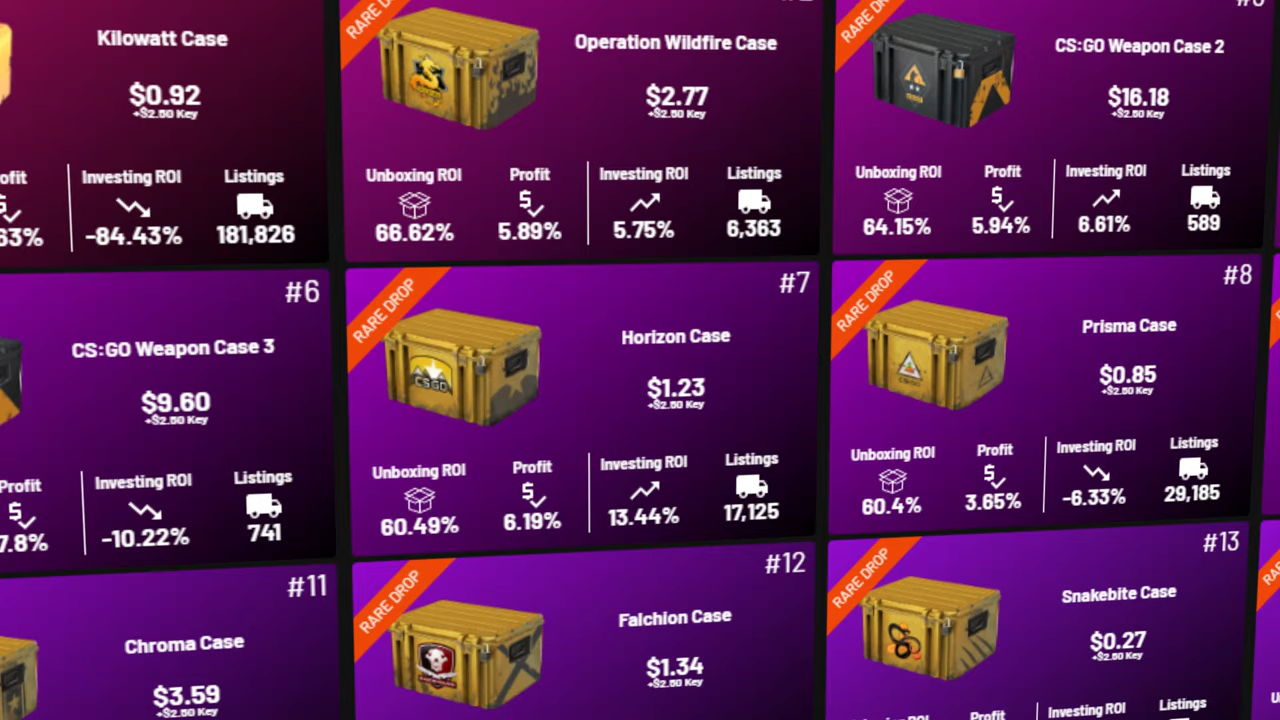 Kilowatt Case
$0.92
+$2.50 Key
Investing ROI
Listings
63%
-84.43%
181,826
RARE DROP
Operation Wildfire Case
$2.77
+$2.50 Key
Unboxing ROI
Profit
Investing ROI
Listings
66.62%
5.89%
5.75%
6,363
CS:GO Weapon Case 2
$16.18
+$2.50 Key
Unboxing ROI
Profit
Investing ROI
Listings
64.15%
5.94%
6.61%
589
#6
CS:GO Weapon Case 3
$9.60
+$2.50 Key
Profit
Investing ROI
Listings
7.8%
-10.22%
741
#7
RARE DROP
Horizon Case
CS:GO
$1.23
+$2.50 Key
Unboxing ROI
Profit
Investing ROI
Listings
60.49%
6.19%
13.44%
17,125
#8
RARE DROP
Prisma Case
$0.85
+$2.50 Key
Unboxing ROI
Profit
Investing ROI
Listings
60.4%
3.65%
-6.33%
29,185
#11
Chroma Case
$3.59
+$2.50 Key
#12
RARE DROP
Falchion Case
$1.34
+$2.50 Key
#13
RARE DROP
Snakebite Case
$0.27
+$2.50 Key
Profit
Investing ROI
Listings